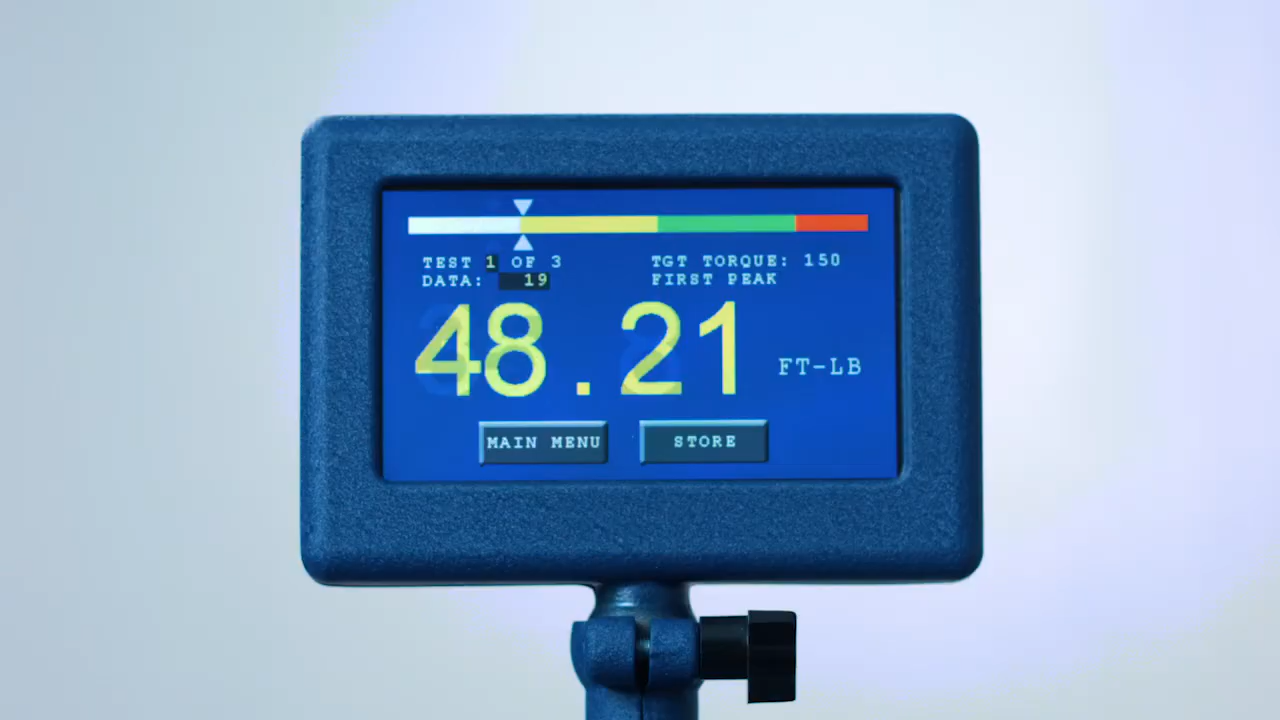 TEST 1 OF 3
DATA: 19
TGT TORQUE: 150
FIRST PEAK
48.21 FT-LB
MAIN MENU
STORE